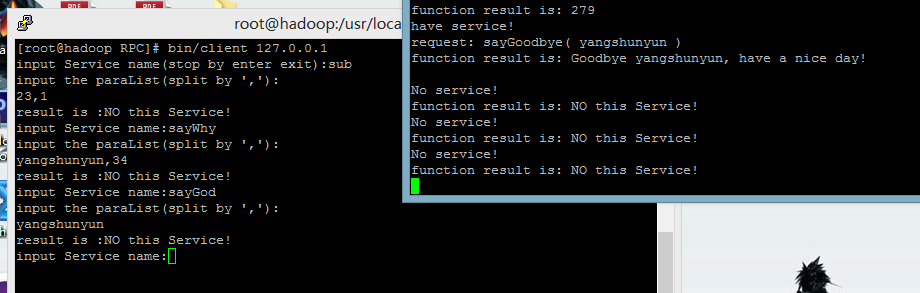 root@hadoop:/usr/loca
[root@hadoop RPC]# bin/client 127.0.0.1
input Service name(stop by enter exit):sub
input the paraList(split by ','):
23,1
result is :NO this Service!
input Service name:sayWhy
input the paraList(split by ','):
yangshunyun,34
result is :NO this Service!
input Service name:sayGod
input the paraList(split by ','):
yangshunyun
result is :NO this Service!
input Service name:
function result is: 279
have service!
request: sayGoodbye( yangshunyun )
function result is: Goodbye yangshunyun, have a nice day!
No service!
function result is: NO this Service!
No service!
function result is: NO this Service!
No service!
function result is: NO this Service!